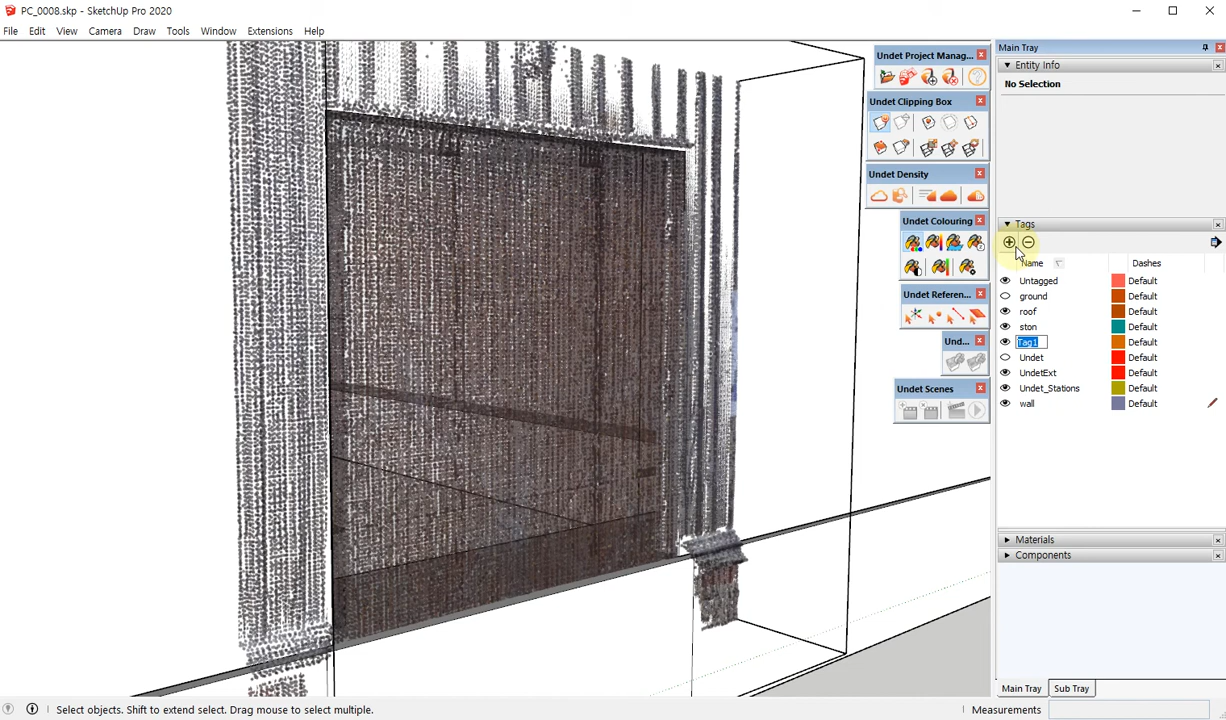 PC_0008.skp - SketchUp Pro 2020
File Edit View Camera Draw Tools Window Extensions Help
Main Tray
Entity Info
No Selection
Undet Project Manag...
Undet Clipping Box
Undet Density
Undet Colouring
Undet Referen...
Und...
Undet Scenes
Tags
Name Dashes
Untagged Default
ground Default
roof Default
ston Default
Tag1 Default
Undet Default
UndetExt Default
Undet_Stations Default
wall Default
Materials
Components
Main Tray Sub Tray
Select objects. Shift to extend select. Drag mouse to select multiple.
Measurements